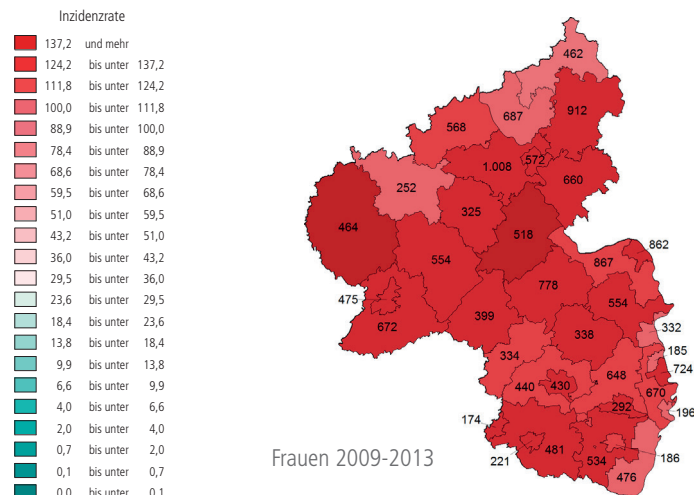 Inzidenzrate
137,2 und mehr
124,2 bis unter 137,2
111,8 bis unter 124,2
100,0 bis unter 111,8
88,9 bis unter 100,0
78,4 bis unter 88,9
68,6 bis unter 78,4
59,5 bis unter 68,6
51,0 bis unter 59,5
43,2 bis unter 51,0
36,0 bis unter 43,2
29,5 bis unter 36,0
23,6 bis unter 29,5
18,4 bis unter 23,6
13,8 bis unter 18,4
9,9 bis unter 13,8
6,6 bis unter 9,9
4,0 bis unter 6,6
2,0 bis unter 4,0
0,7 bis unter 2,0
0,1 bis unter 0,7
0,0 bis unter 0,1
462
687
912
568
572
1.008
660
252
325
464
518
862
867
554
778
554
475
672
399
338
332
334
185
724
648
440
430
670
292
196
174
481
534
186
221
476
Frauen 2009-2013